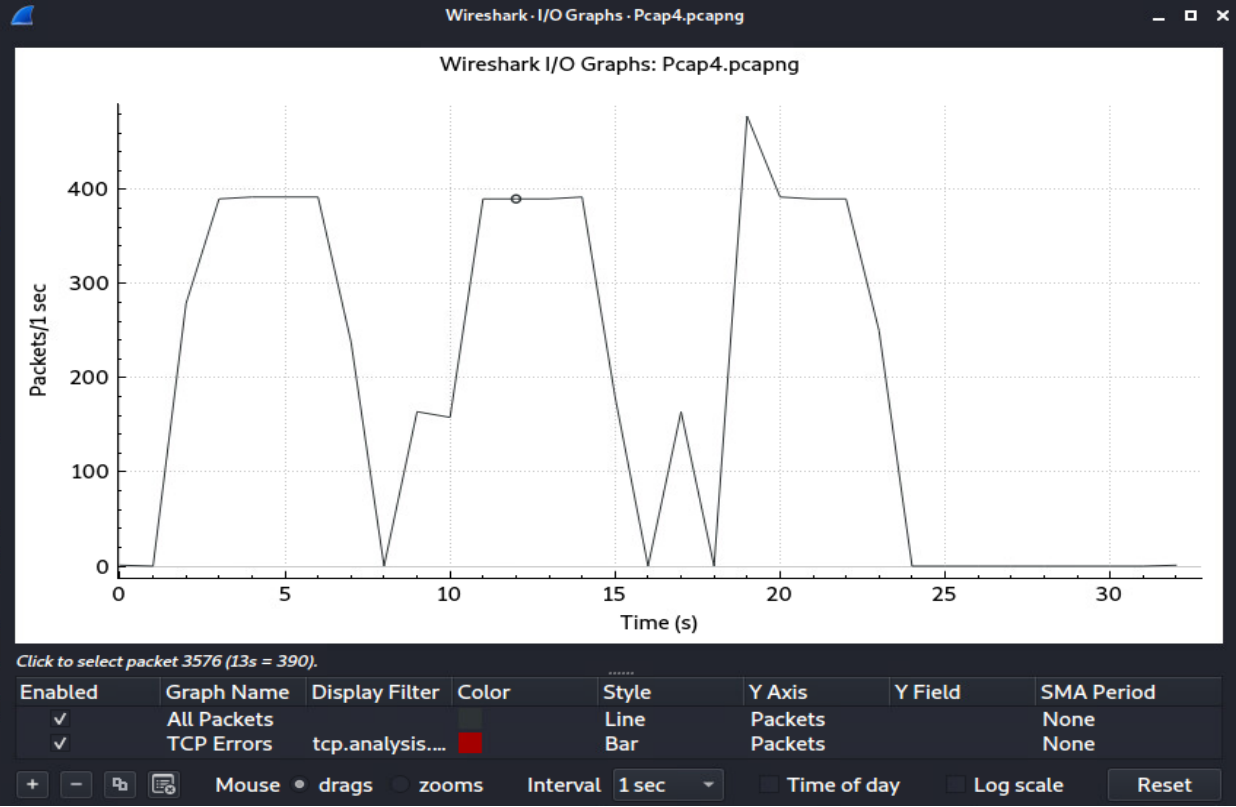 Wireshark · I/O Graphs · Pcap4.pcapng
Wireshark I/O Graphs: Pcap4.pcapng
Packets/1 sec
400
300
200
100
0
0 5 10 15 20 25 30
Time (s)
Click to select packet 3576 (13s = 390).
Enabled Graph Name Display Filter Color Style Y Axis Y Field SMA Period
All Packets Line Packets None
TCP Errors tcp.analysis.... Bar Packets None
+ − Mouse drags zooms Interval 1 sec Time of day Log scale Reset